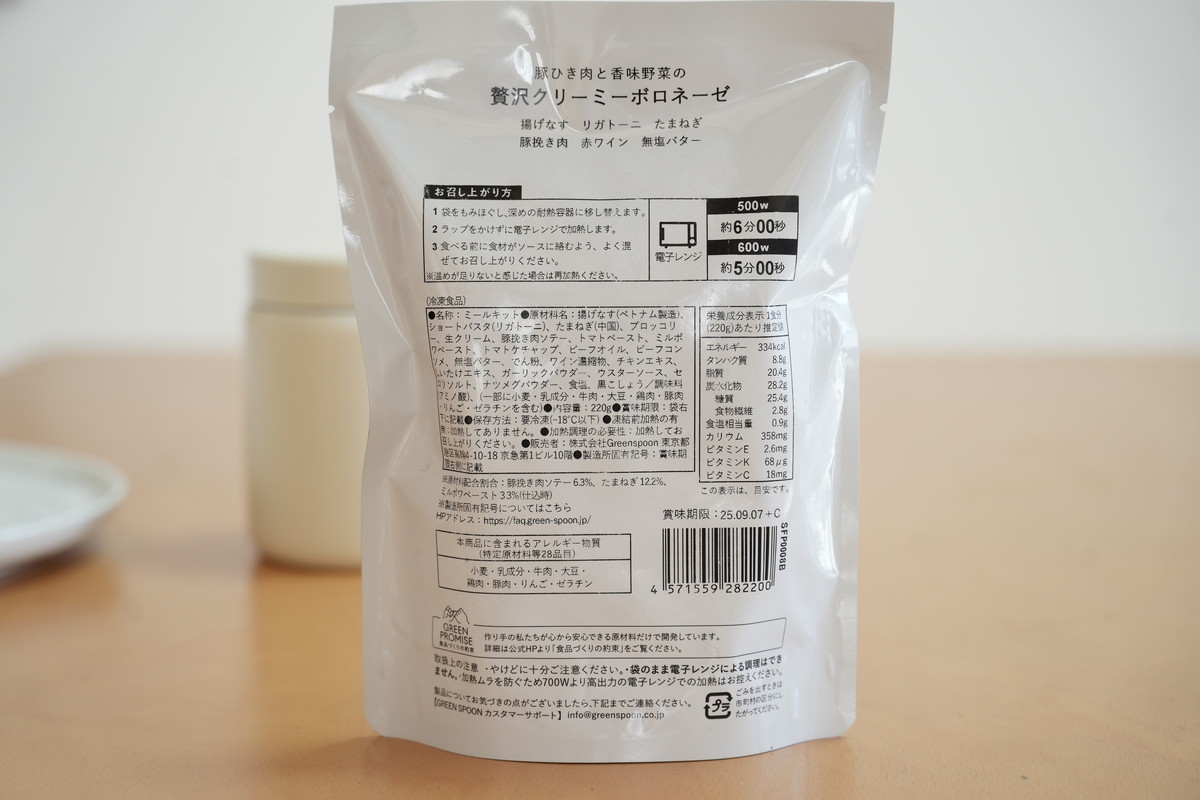 豚ひき肉と香味野菜の
贅沢クリーミーボロネーゼ
揚げなす リガトーニ たまねぎ
豚挽き肉 赤ワイン 無塩バター
お召し上がり方
1 袋をもみほぐし、深めの耐熱容器に移し替えます。
2 ラップをかけずに電子レンジで加熱します。
3 食べる前に食材がソースに絡むよう、よく混
ぜてお召し上がりください。
※温めが足りないと感じた場合は再加熱ください。
電子レンジ
500w
約6分00秒
600w
約5分00秒
(冷凍食品)
●名称：ミールキット●原材料名：揚げなす(ベトナム製造)、
ショートパスタ(リガトーニ)、たまねぎ(中国)、ブロッコリ
ー、生クリーム、豚挽き肉ソテー、トマトペースト、ミルポ
ワペースト、トマトケチャップ、ビーフオイル、ビーフコン
ソメ、無塩バター、でん粉、ワイン濃縮物、チキンエキス、
しいたけエキス、ガーリックパウダー、ウスターソース、セ
ロリソルト、ナツメグパウダー、食塩、黒こしょう／調味料
(アミノ酸)、(一部に小麦・乳成分・牛肉・大豆・鶏肉・豚肉
・りんご・ゼラチンを含む)●内容量：220g●賞味期限：袋右
下に記載●保存方法：要冷凍(-18℃以下)●凍結前加熱の有
無：加熱してありません。●加熱調理の必要性：加熱してお
召し上がりください。●販売者：株式会社Greenspoon 東京都
港区高輪4-10-18 京急第1ビル10階●製造所固有記号：賞味期
限右側に記載
栄養成分表示 1食分
(220g)あたり推定値
エネルギー 334kcal
タンパク質 8.8g
脂質 20.4g
炭水化物 28.2g
糖質 25.4g
食物繊維 2.8g
食塩相当量 0.9g
カリウム 358mg
ビタミンE 2.6mg
ビタミンK 68μg
ビタミンC 18mg
この表示は、目安です。
※原材料配合割合：豚挽き肉ソテー6.3%、たまねぎ12.2%、
ミルポワペースト3.3%(仕込時)
※製造所固有記号についてはこちら
HPアドレス：https://faq.green-spoon.jp/
賞味期限：25.09.07+C
SFP0008B
4 571559 282200
本商品に含まれるアレルギー物質
(特定原材料等28品目)
小麦・乳成分・牛肉・大豆・
鶏肉・豚肉・りんご・ゼラチン
GREEN
PROMISE
食品づくりの約束
作り手の私たちが心から安心できる原材料だけで開発しています。
詳細は公式HPより「食品づくりの約束」をご覧ください。
取扱上の注意 ・やけどに十分ご注意ください。・袋のまま電子レンジによる調理はでき
ません。・加熱ムラを防ぐため700Wより高出力の電子レンジでの加熱はお控えください。
製品についてお気づきの点がございましたら、下記までご連絡ください。
【GREEN SPOON カスタマーサポート】 info@greenspoon.co.jp
プラ
ごみを出すときは
市町村の区分にし
たがってください。